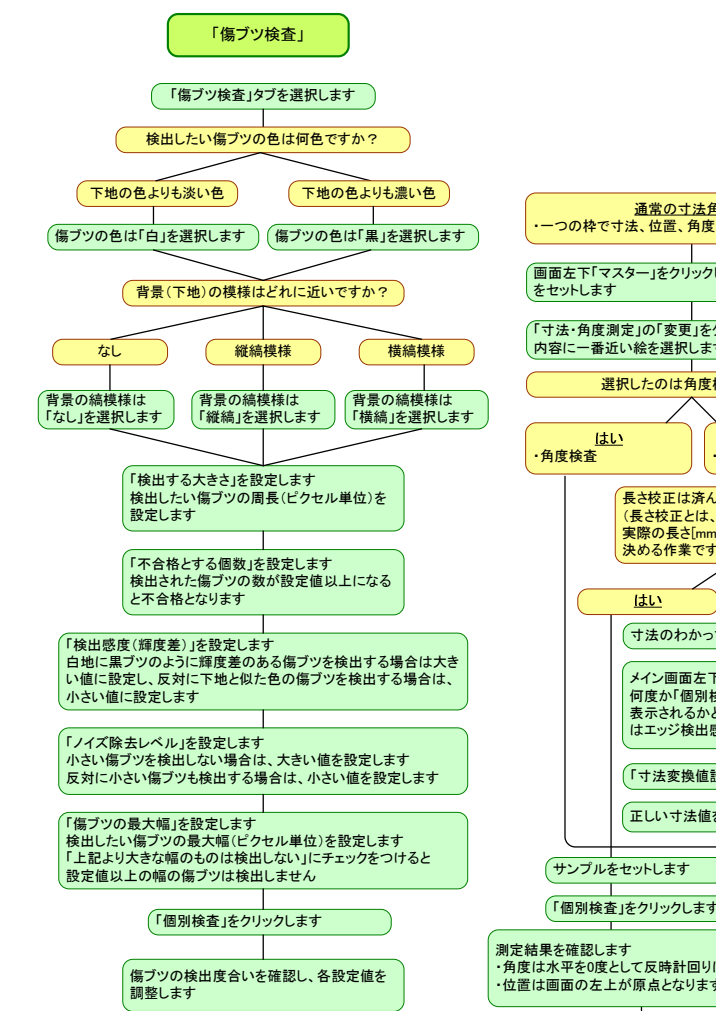 「傷ブツ検査」
「傷ブツ検査」タブを選択します
検出したい傷ブツの色は何色ですか？
下地の色よりも淡い色
下地の色よりも濃い色
傷ブツの色は「白」を選択します
傷ブツの色は「黒」を選択します
背景（下地）の模様はどれに近いですか？
なし
縦縞模様
横縞模様
背景の縞模様は
「なし」を選択します
背景の縞模様は
「縦縞」を選択します
背景の縞模様は
「横縞」を選択します
「検出する大きさ」を設定します
検出したい傷ブツの周長（ピクセル単位）を
設定します
「不合格とする個数」を設定します
検出された傷ブツの数が設定値以上になる
と不合格となります
「検出感度（輝度差）」を設定します
白地に黒ブツのように輝度差のある傷ブツを検出する場合は大き
い値に設定し、反対に下地と似た色の傷ブツを検出する場合は、
小さい値に設定します
「ノイズ除去レベル」を設定します
小さい傷ブツを検出しない場合は、大きい値を設定します
反対に小さい傷ブツも検出する場合は、小さい値を設定します
「傷ブツの最大幅」を設定します
検出したい傷ブツの最大幅（ピクセル単位）を設定します
「上記より大きな幅のものは検出しない」にチェックをつけると
設定値以上の幅の傷ブツは検出しません
「個別検査」をクリックします
傷ブツの検出度合いを確認し、各設定値を
調整します
通常の寸法角
・一つの枠で寸法、位置、角度
画面左下「マスター」をクリック
をセットします
「寸法・角度測定」の「変更」を
内容に一番近い絵を選択しま
選択したのは角度
はい
・角度検査
長さ校正は済ん
（長さ校正とは、
実際の長さ[mm
決める作業です
はい
寸法のわかっ
メイン画面左下
何度か「個別検
表示されるかと
はエッジ検出感
「寸法変換値
正しい寸法値を
サンプルをセットします
「個別検査」をクリックします
測定結果を確認します
・角度は水平を0度として反時計回りに
・位置は画面の左上が原点となります